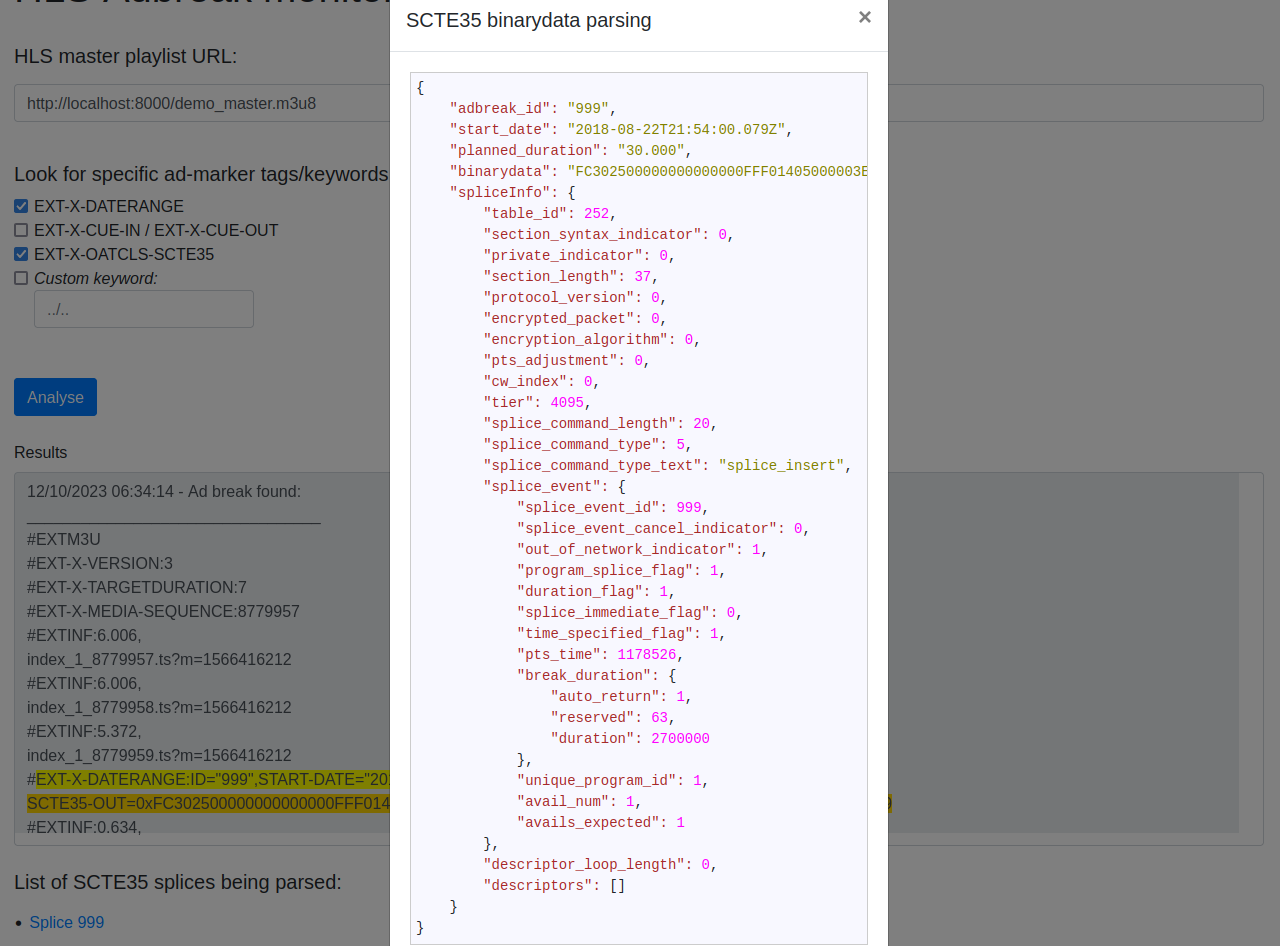 HLS master playlist URL:
http://localhost:8000/demo_master.m3u8
Look for specific ad-marker tags/keywords
EXT-X-DATERANGE
EXT-X-CUE-IN / EXT-X-CUE-OUT
EXT-X-OATCLS-SCTE35
Custom keyword:
../..
Analyse
Results
12/10/2023 06:34:14 - Ad break found:
#EXTM3U
#EXT-X-VERSION:3
#EXT-X-TARGETDURATION:7
#EXT-X-MEDIA-SEQUENCE:8779957
#EXTINF:6.006,
index_1_8779957.ts?m=1566416212
#EXTINF:6.006,
index_1_8779958.ts?m=1566416212
#EXTINF:5.372,
index_1_8779959.ts?m=1566416212
#EXT-X-DATERANGE:ID="999",START-DATE="20
SCTE35-OUT=0xFC302500000000000000FFF014
#EXTINF:0.634,
List of SCTE35 splices being parsed:
• Splice 999
SCTE35 binarydata parsing
×
{
    "adbreak_id": "999",
    "start_date": "2018-08-22T21:54:00.079Z",
    "planned_duration": "30.000",
    "binarydata": "FC302500000000000000FFF01405000003E
    "spliceInfo": {
        "table_id": 252,
        "section_syntax_indicator": 0,
        "private_indicator": 0,
        "section_length": 37,
        "protocol_version": 0,
        "encrypted_packet": 0,
        "encryption_algorithm": 0,
        "pts_adjustment": 0,
        "cw_index": 0,
        "tier": 4095,
        "splice_command_length": 20,
        "splice_command_type": 5,
        "splice_command_type_text": "splice_insert",
        "splice_event": {
            "splice_event_id": 999,
            "splice_event_cancel_indicator": 0,
            "out_of_network_indicator": 1,
            "program_splice_flag": 1,
            "duration_flag": 1,
            "splice_immediate_flag": 0,
            "time_specified_flag": 1,
            "pts_time": 1178526,
            "break_duration": {
                "auto_return": 1,
                "reserved": 63,
                "duration": 2700000
            },
            "unique_program_id": 1,
            "avail_num": 1,
            "avails_expected": 1
        },
        "descriptor_loop_length": 0,
        "descriptors": []
    }
}